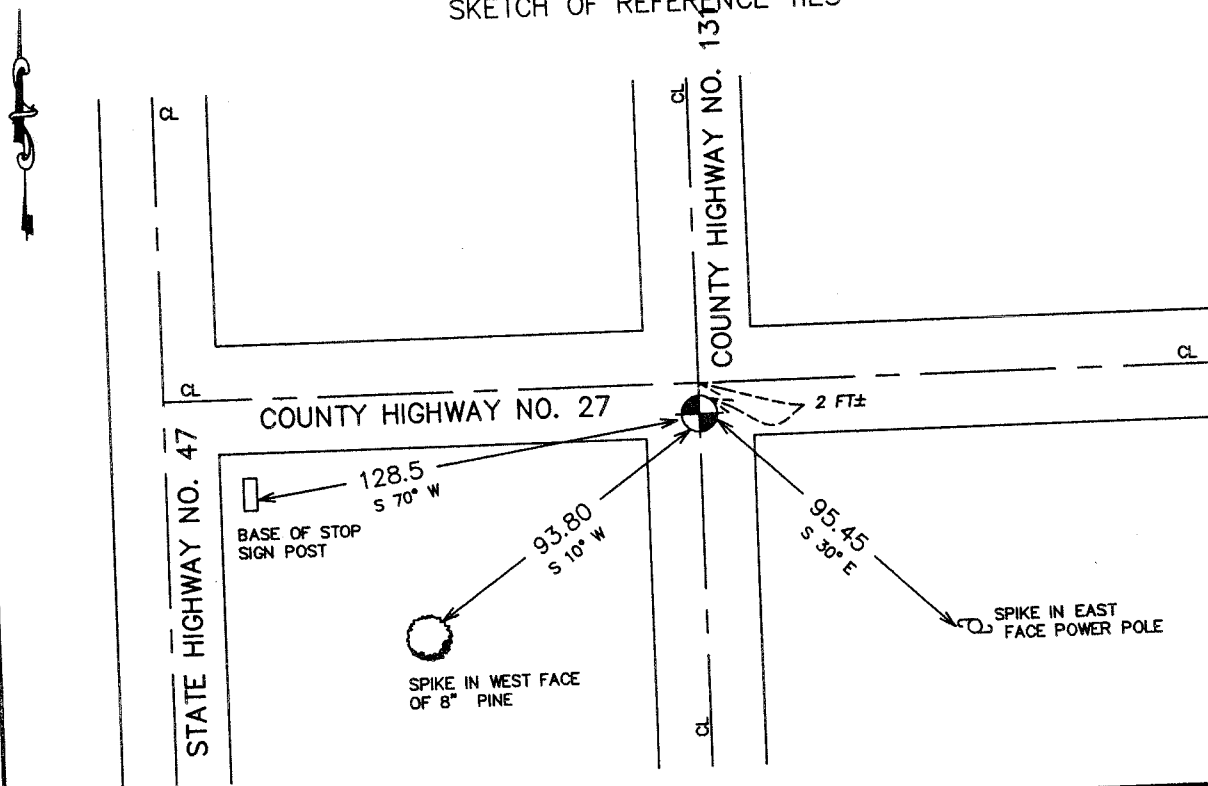 SKETCH OF REFERENCE TIES
CL
CL
COUNTY HIGHWAY NO. 131
CL
CL
COUNTY HIGHWAY NO. 27
2 FT±
STATE HIGHWAY NO. 47
128.5
S 70° W
BASE OF STOP
SIGN POST
93.80
S 10° W
95.45
S 30° E
SPIKE IN EAST
FACE POWER POLE
SPIKE IN WEST FACE
OF 8" PINE
CL